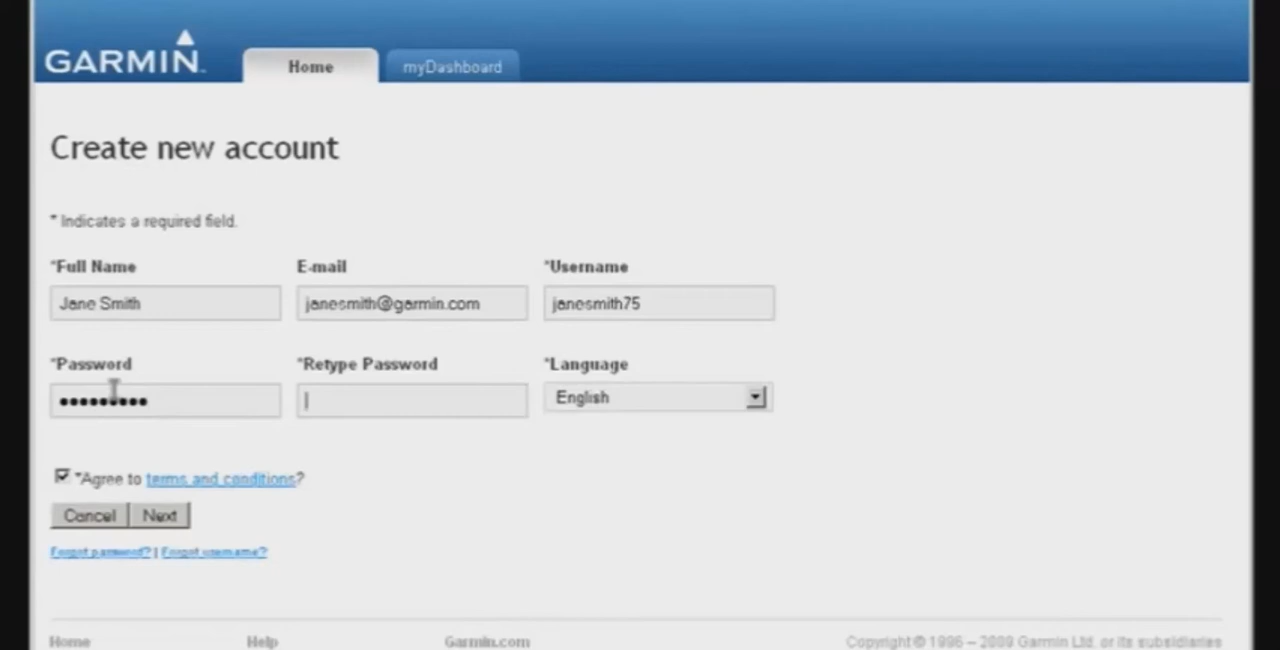 GARMIN
Home myDashboard
Create new account
* Indicates a required field.
*Full Name E-mail *Username
Jane Smith janesmith@garmin.com janesmith75
*Password *Retype Password *Language
•••••••••• English
*Agree to terms and conditions?
Cancel Next
Forgot password? | Forgot username?
Home Help Garmin.com Copyright © 1996 – 2009 Garmin Ltd. or its subsidiaries